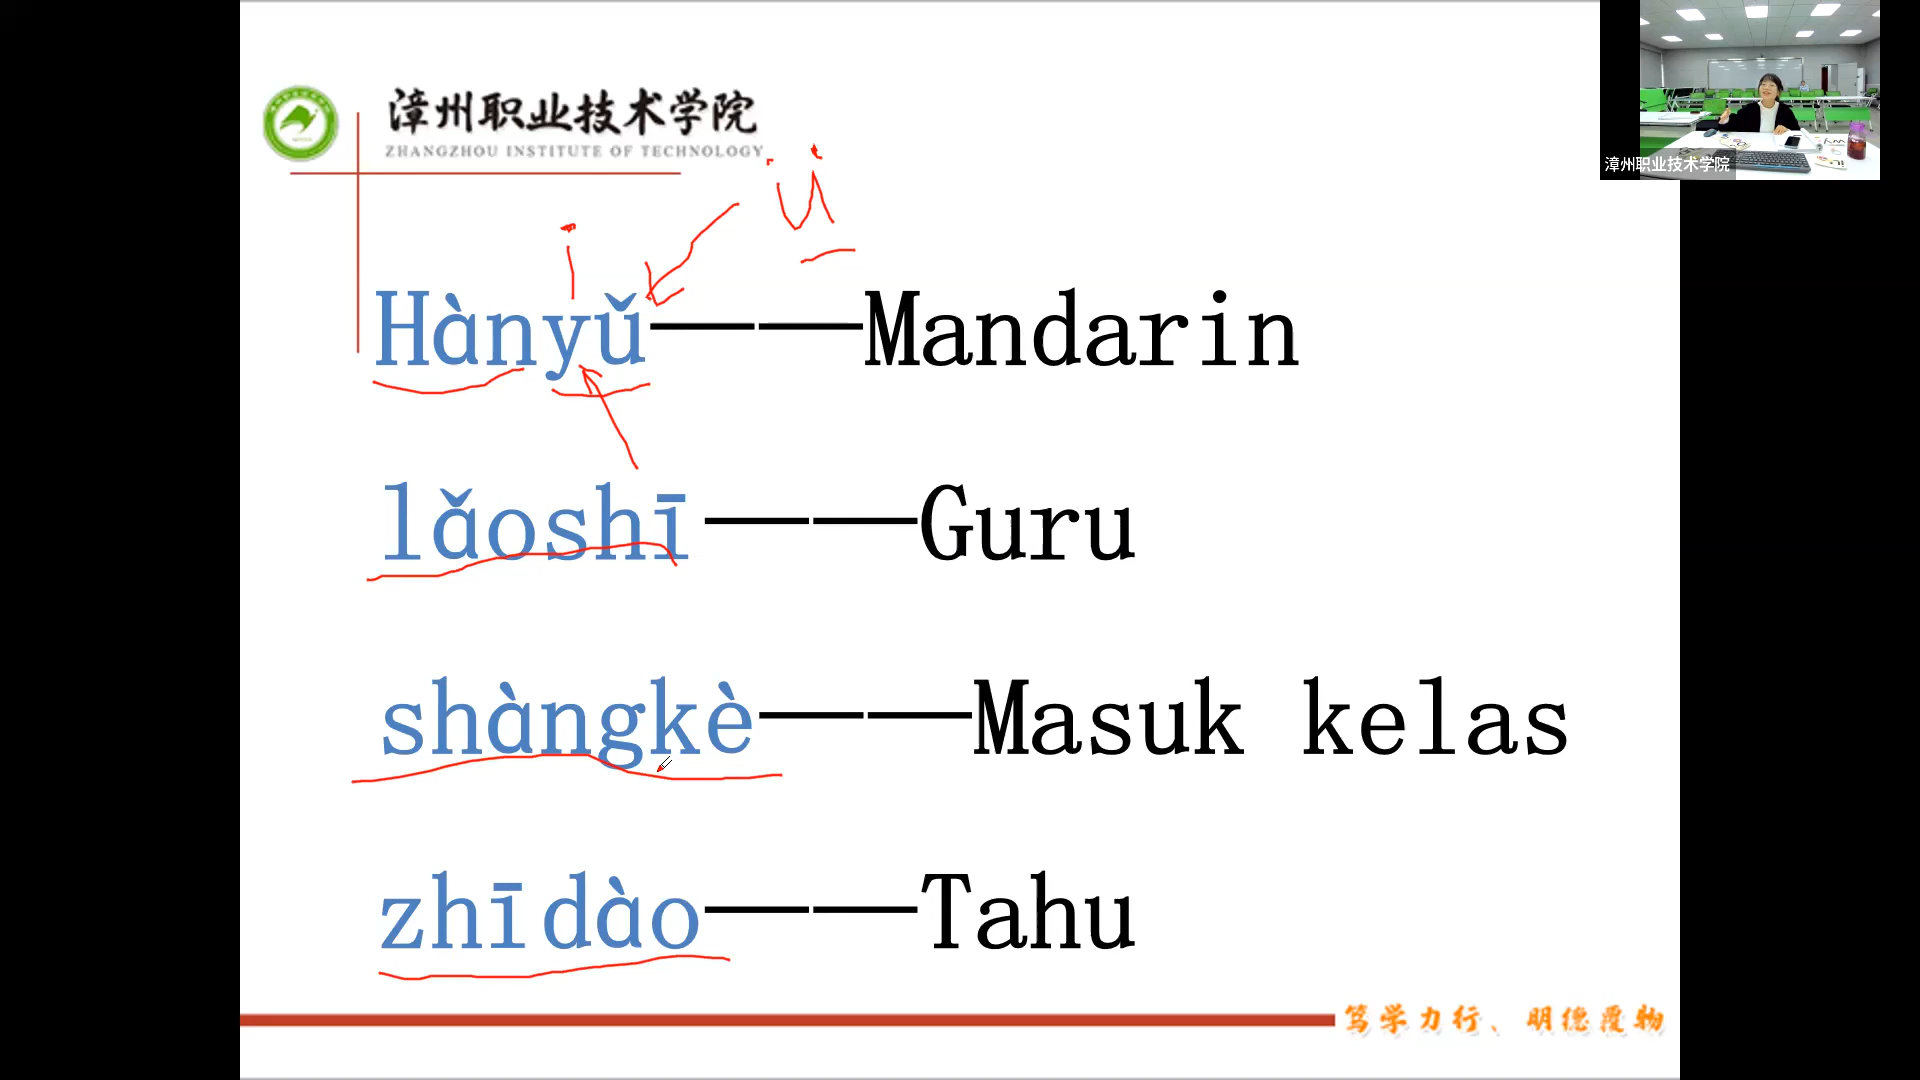 漳州职业技术学院
ZHANGZHOU INSTITUTE OF TECHNOLOGY
漳州职业技术学院
ü
i
Hànyǔ——Mandarin
lǎoshī——Guru
shàngkè——Masuk kelas
zhīdào——Tahu
笃学力行、明德覆物